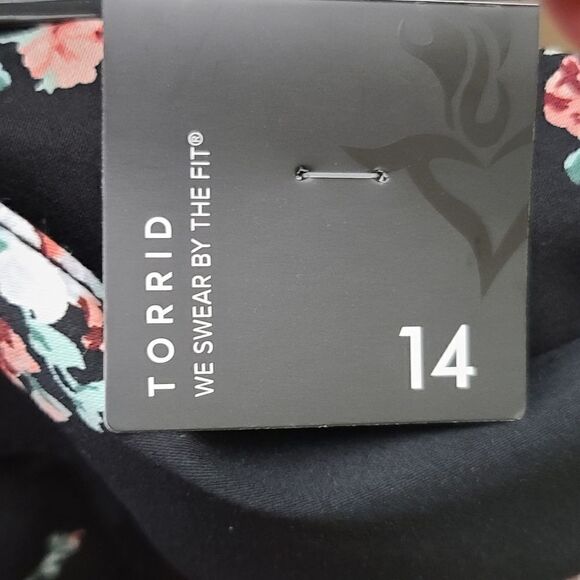 TORRID
WE SWEAR BY THE FIT®
14